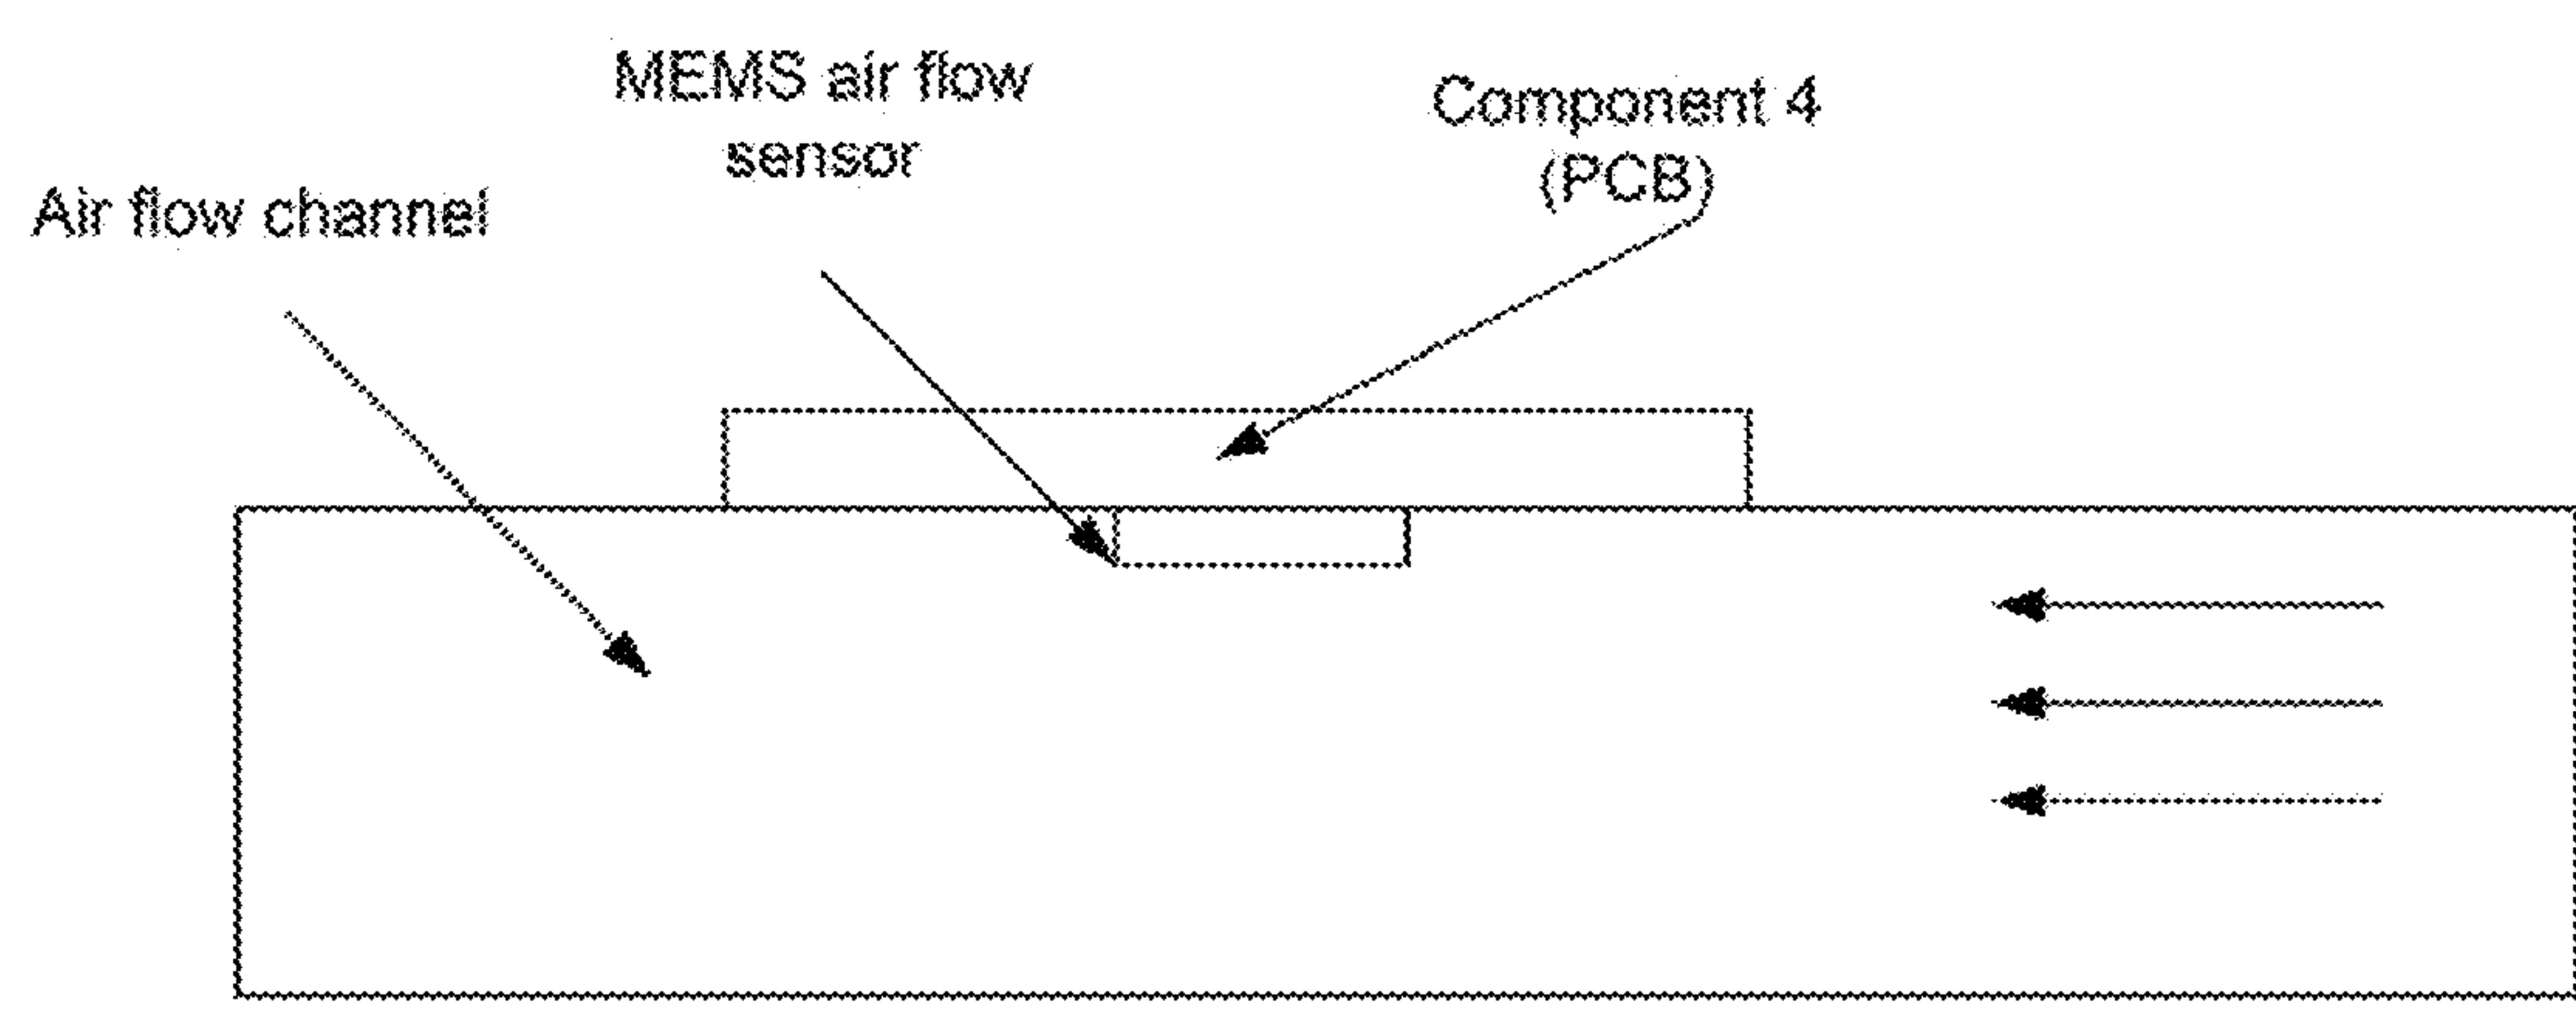 MEMS air flow
sensor
Component 4
(PCB)
Air flow channel